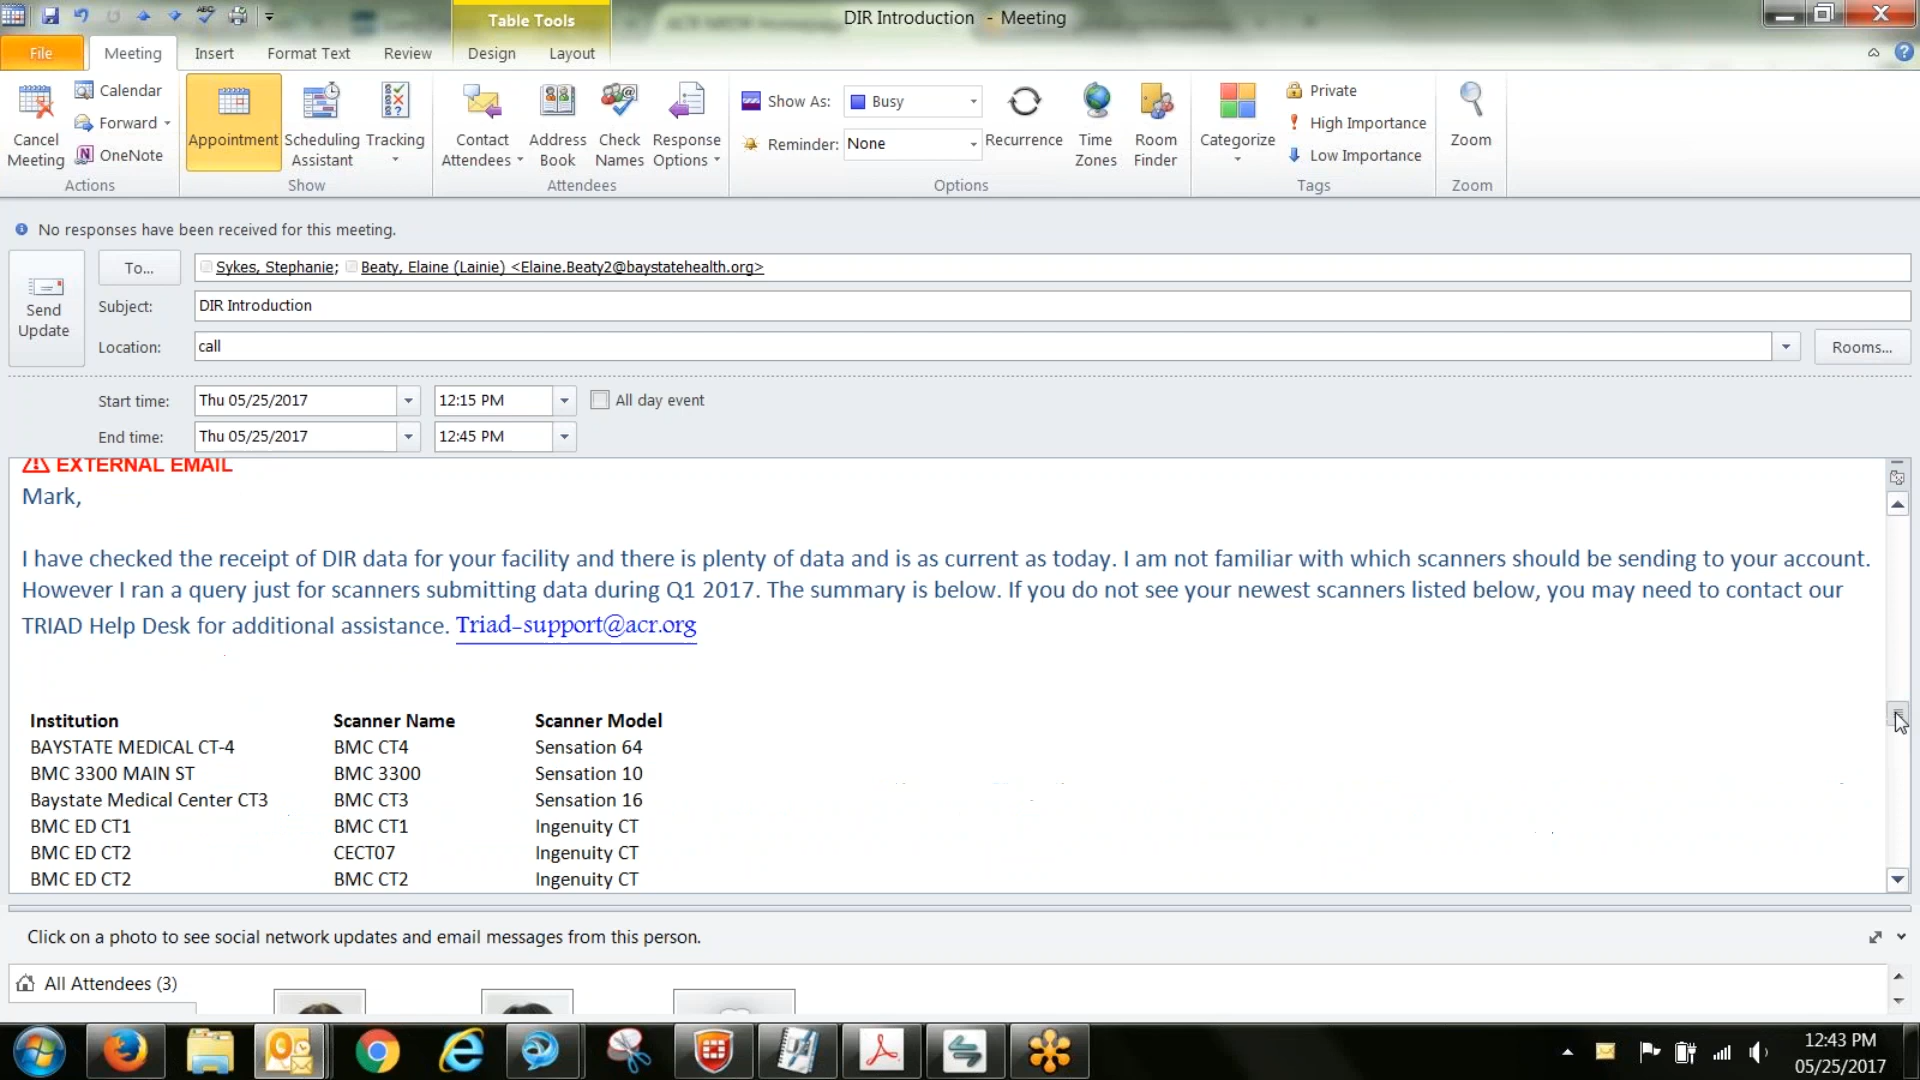 Table Tools
DIR Introduction - Meeting
File Meeting Insert Format Text Review Design Layout
Cancel Meeting
Calendar
Forward
OneNote
Actions
Appointment
Scheduling Assistant
Tracking
Show
Contact Attendees
Address Book
Check Names
Response Options
Attendees
Show As: Busy
Reminder: None
Recurrence
Time Zones
Room Finder
Options
Categorize
Private
High Importance
Low Importance
Tags
Zoom
Zoom
No responses have been received for this meeting.
Send Update
To... Sykes, Stephanie; Beaty, Elaine (Lainie) <Elaine.Beaty2@baystatehealth.org>
Subject: DIR Introduction
Location: call Rooms...
Start time: Thu 05/25/2017 12:15 PM All day event
End time: Thu 05/25/2017 12:45 PM
EXTERNAL EMAIL
Mark,
I have checked the receipt of DIR data for your facility and there is plenty of data and is as current as today. I am not familiar with which scanners should be sending to your account.
However I ran a query just for scanners submitting data during Q1 2017. The summary is below. If you do not see your newest scanners listed below, you may need to contact our
TRIAD Help Desk for additional assistance. Triad-support@acr.org
Institution Scanner Name Scanner Model
BAYSTATE MEDICAL CT-4 BMC CT4 Sensation 64
BMC 3300 MAIN ST BMC 3300 Sensation 10
Baystate Medical Center CT3 BMC CT3 Sensation 16
BMC ED CT1 BMC CT1 Ingenuity CT
BMC ED CT2 CECT07 Ingenuity CT
BMC ED CT2 BMC CT2 Ingenuity CT
Click on a photo to see social network updates and email messages from this person.
All Attendees (3)
12:43 PM
05/25/2017